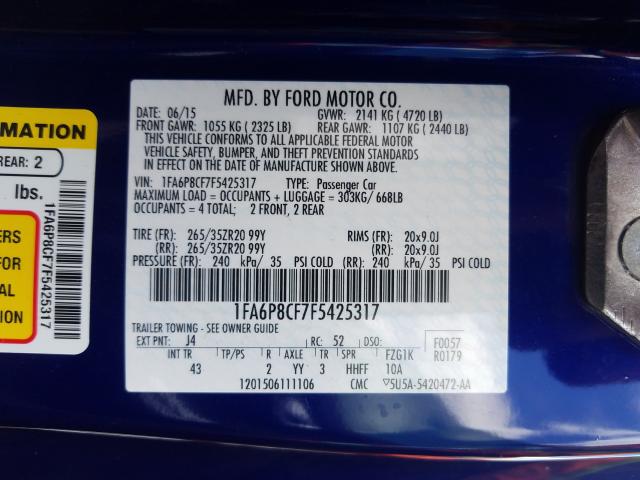 MFD. BY FORD MOTOR CO.
DATE: 06/15 GVWR: 2141 KG ( 4720 LB)
FRONT GAWR: 1055 KG ( 2325 LB) REAR GAWR: 1107 KG ( 2440 LB)
THIS VEHICLE CONFORMS TO ALL APPLICABLE FEDERAL MOTOR
VEHICLE SAFETY, BUMPER, AND THEFT PREVENTION STANDARDS
IN EFFECT ON THE DATE OF MANUFACTURE SHOWN ABOVE.
VIN: 1FA6P8CF7F5425317 TYPE: Passenger Car
MAXIMUM LOAD = OCCUPANTS + LUGGAGE = 303KG/ 668LB
OCCUPANTS = 4 TOTAL: 2 FRONT, 2 REAR
TIRE (FR): 265/35ZR20 99Y RIMS (FR): 20x9.0J
(RR): 265/35ZR20 99Y (RR): 20x9.0J
PRESSURE (FR): 240 kPa/ 35 PSI COLD (RR): 240 kPa/ 35 PSI COLD
1FA6P8CF7F5425317
TRAILER TOWING - SEE OWNER GUIDE
EXT PNT: J4 RC: 52 DSO: F0057
INT TR TP/PS R AXLE TR SPR FZG1K R0179
43 2 YY 3 HHFF 10A
1201506111106 CMC 5U5A-5420472-AA
RMATION
REAR: 2
lbs.
ERS
FOR
AL
ION
1FA6P8CF7F5425317